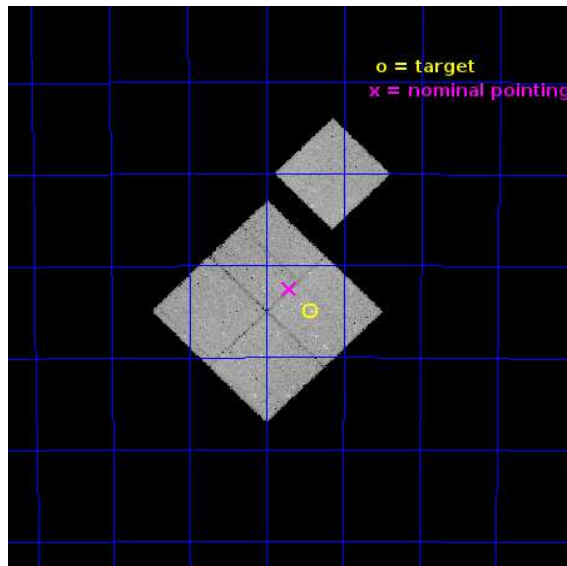 o = target
x = nominal pointing